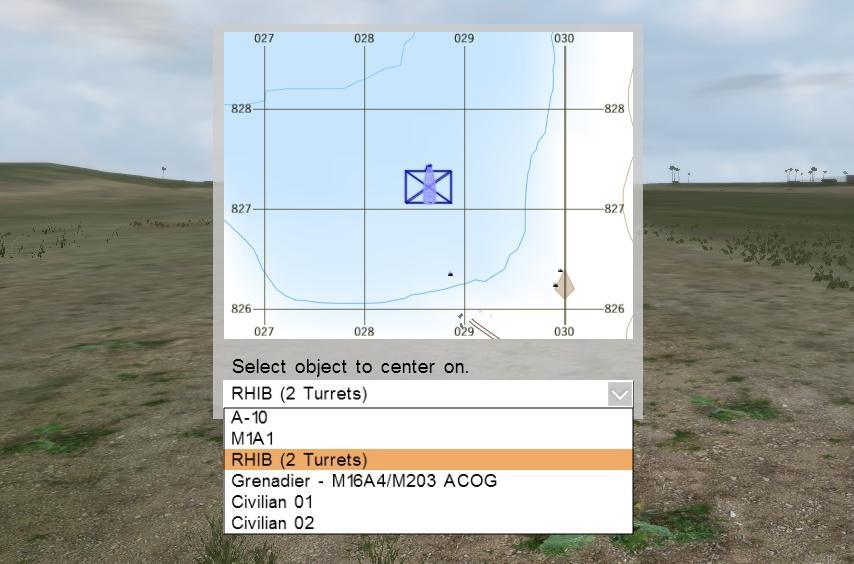 027 028 029 030
828 828
827 827
826 826
027 028 029 030
Select object to center on.
RHIB (2 Turrets)
A-10
M1A1
RHIB (2 Turrets)
Grenadier - M16A4/M203 ACOG
Civilian 01
Civilian 02